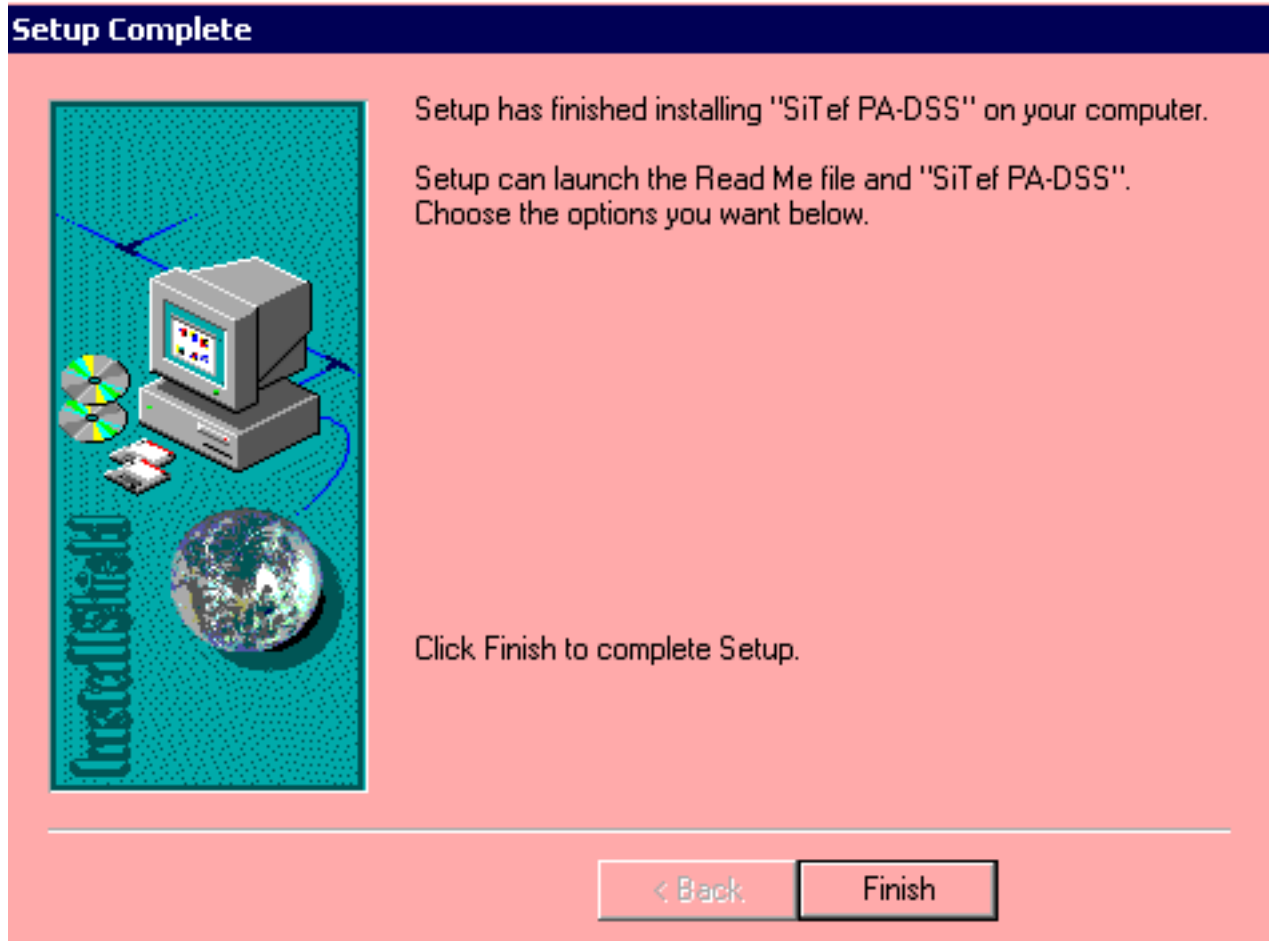 Setup Complete
Setup has finished installing "SiTef PA-DSS" on your computer.
Setup can launch the Read Me file and "SiTef PA-DSS".
Choose the options you want below.
InstallShield
Click Finish to complete Setup.
< Back
Finish